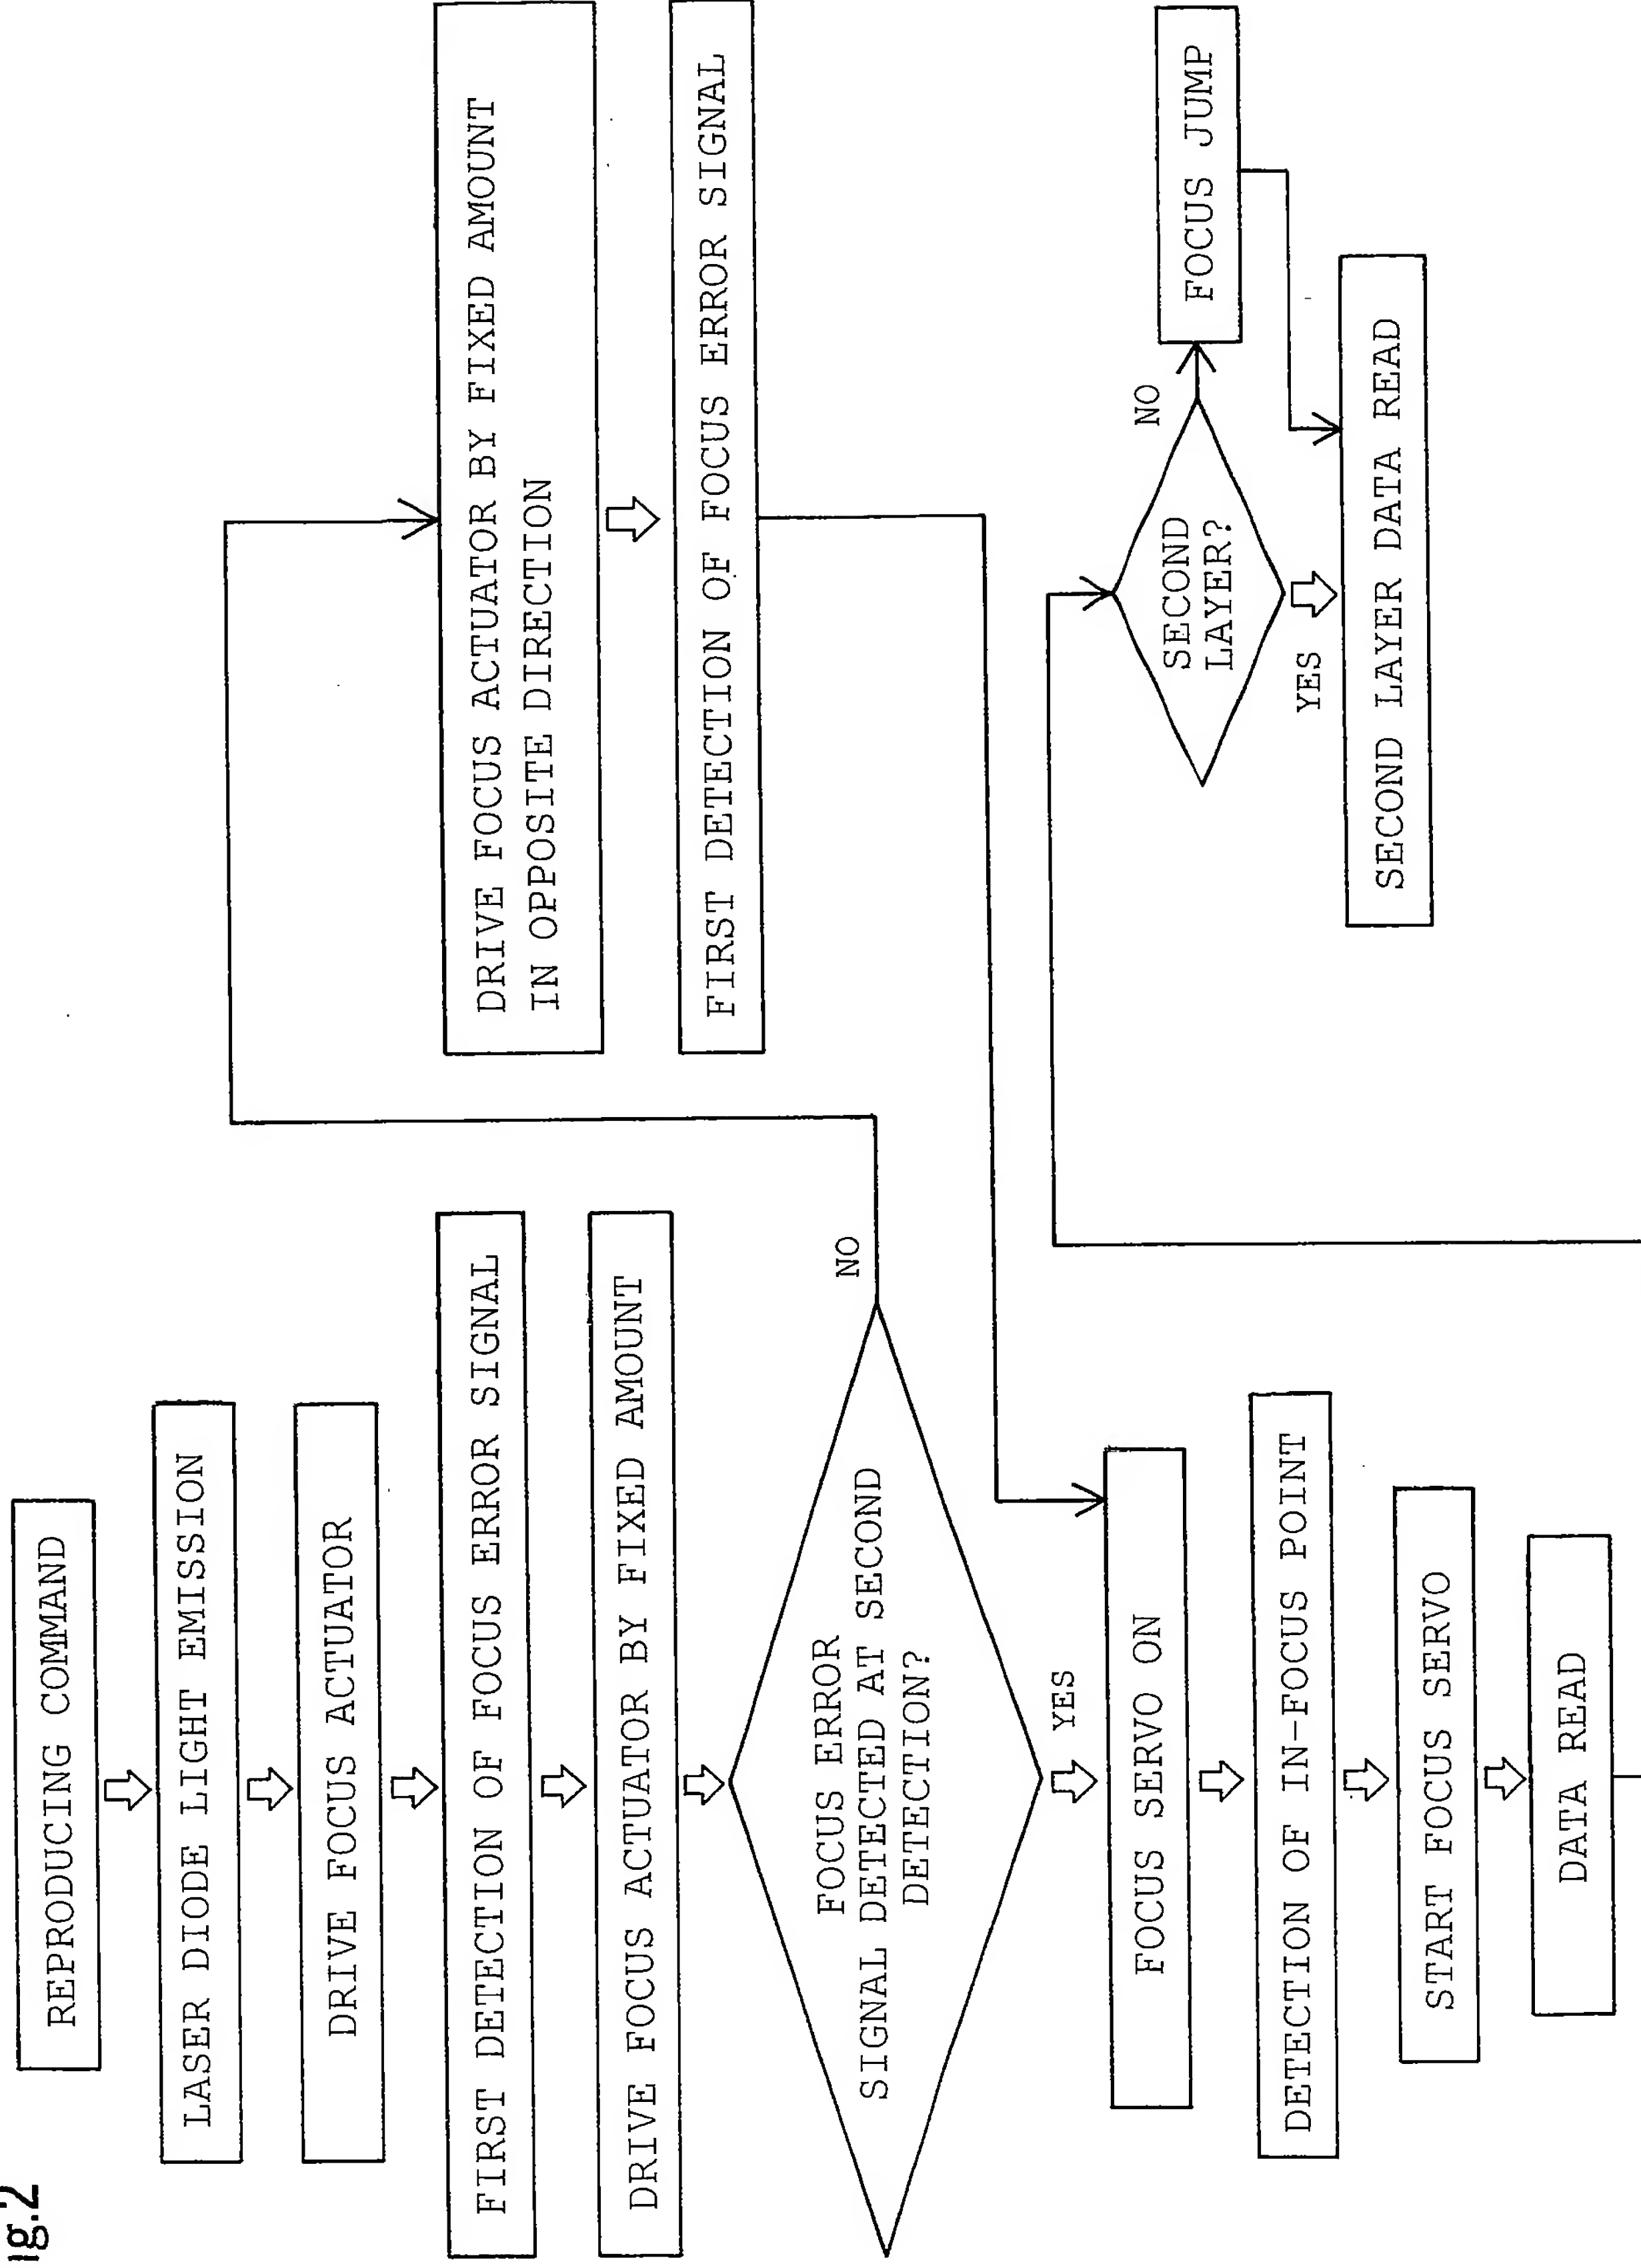 ig.2
REPRODUCING COMMAND
LASER DIODE LIGHT EMISSION
DRIVE FOCUS ACTUATOR
FIRST DETECTION OF FOCUS ERROR SIGNAL
DRIVE FOCUS ACTUATOR BY FIXED AMOUNT
FOCUS ERROR
SIGNAL DETECTED AT SECOND
DETECTION?
NO
YES
DRIVE FOCUS ACTUATOR BY FIXED AMOUNT
IN OPPOSITE DIRECTION
FIRST DETECTION OF FOCUS ERROR SIGNAL
FOCUS SERVO ON
DETECTION OF IN-FOCUS POINT
START FOCUS SERVO
DATA READ
SECOND
LAYER?
NO
YES
FOCUS JUMP
SECOND LAYER DATA READ